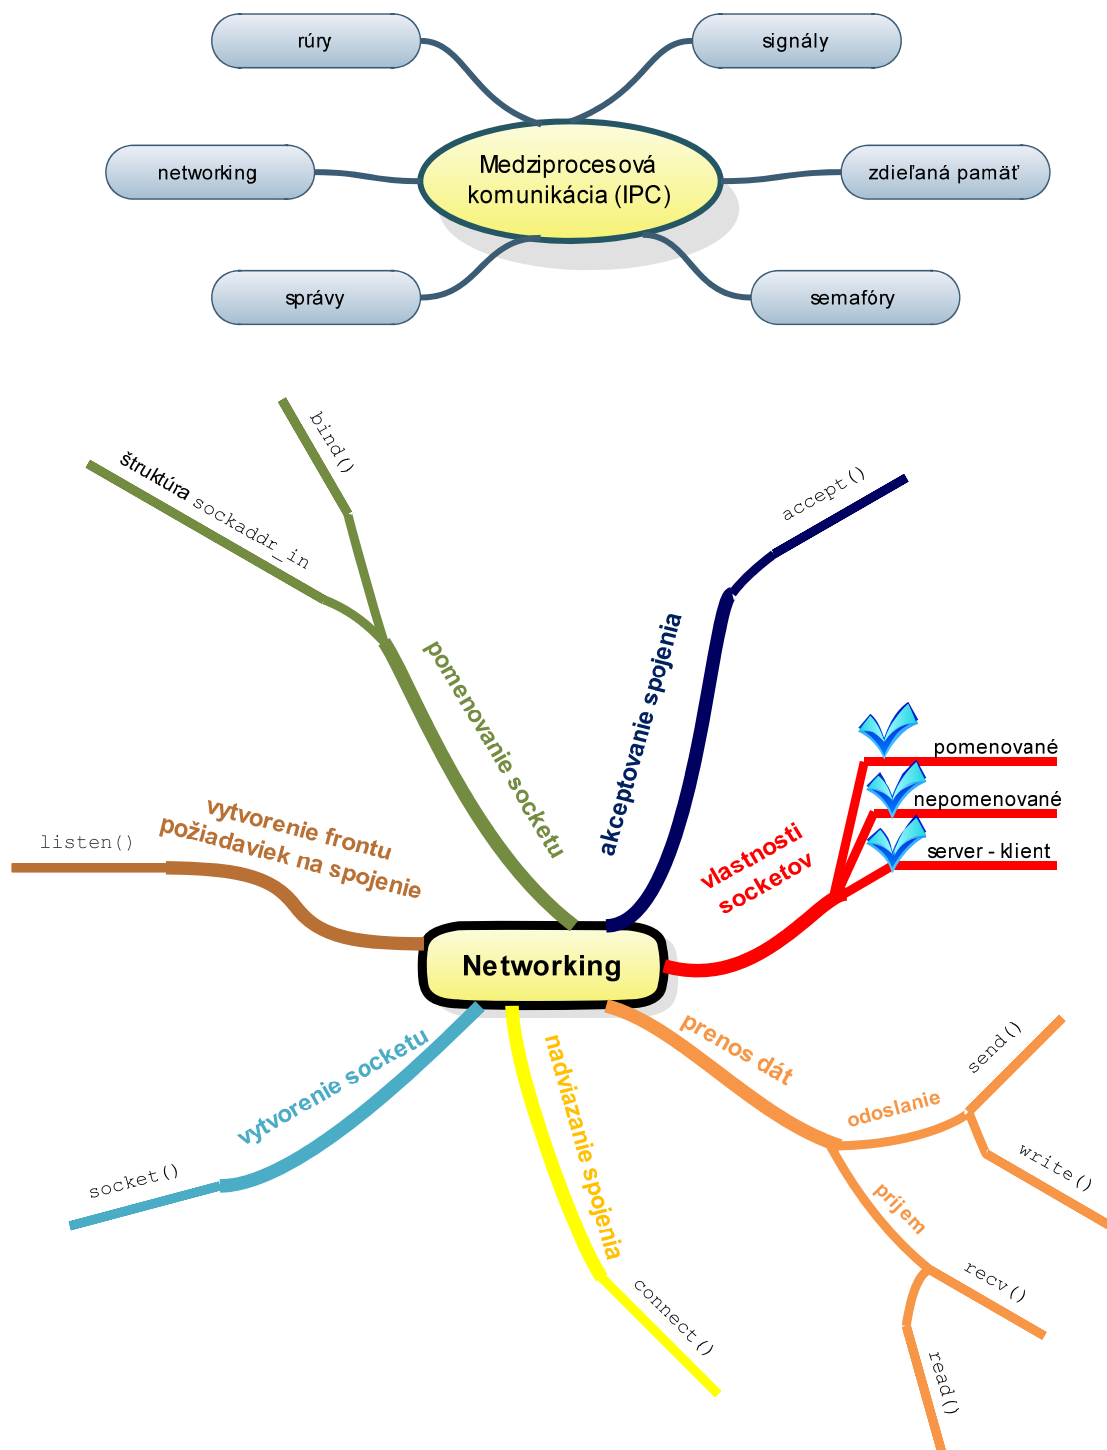 rúry
signály
Medziprocesová
komunikácia (IPC)
networking
zdieľaná pamäť
správy
semafóry
bind()
štruktúra sockaddr_in
accept()
pomenovanie socketu
akceptovanie spojenia
pomenované
nepomenované
server - klient
vlastnosti
socketov
vytvorenie frontu
požiadaviek na spojenie
listen()
Networking
vytvorenie socketu
socket()
nadviazanie spojenia
connect()
prenos dát
odoslanie
send()
write()
príjem
recv()
read()